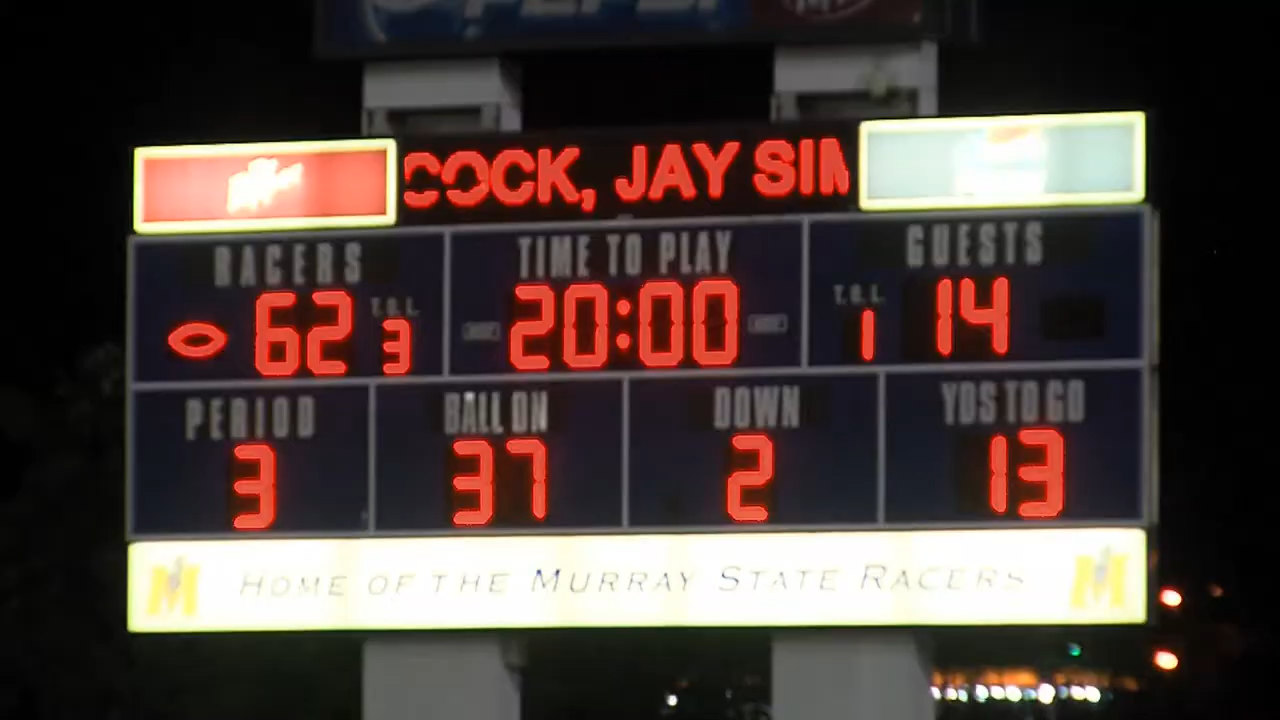 PEPSI
COCK, JAY SIM
RACERS
TIME TO PLAY
GUESTS
62
T.O.L.
3
20:00
T.O.L.
1
14
PERIOD
BALL ON
DOWN
YDS TO GO
3
37
2
13
M HOME OF THE MURRAY STATE RACERS M